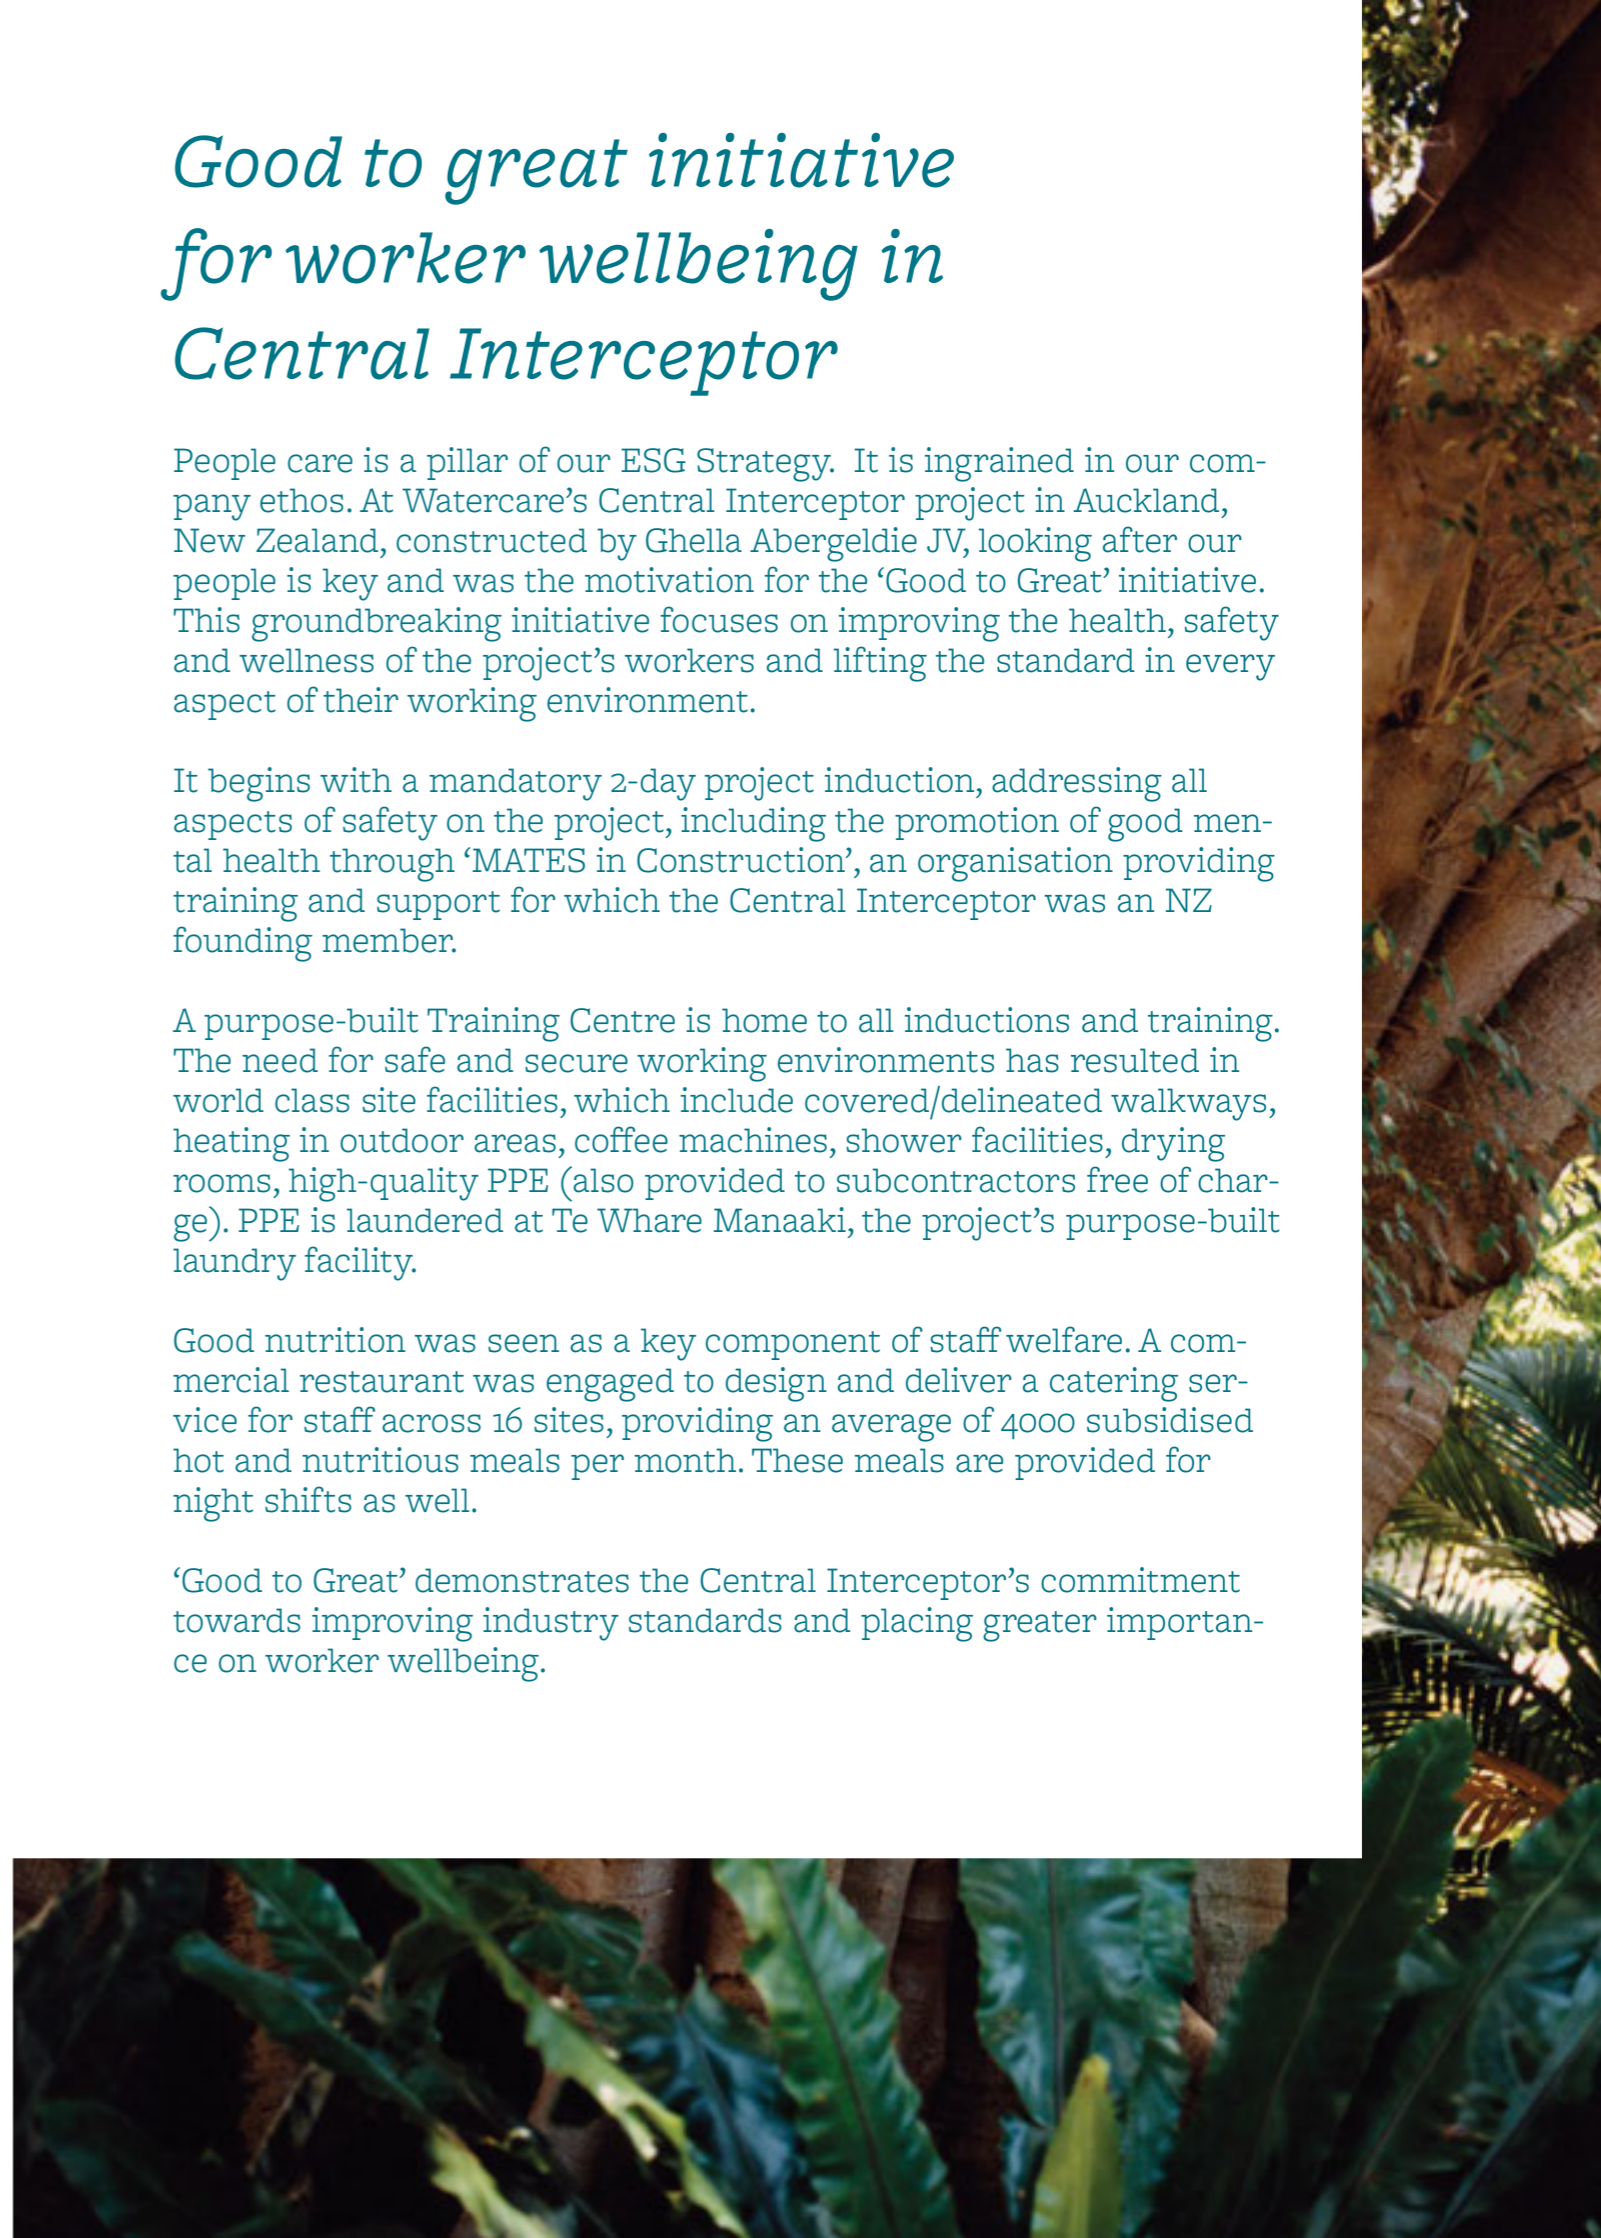 Good to great initiative
for worker wellbeing in
Central Interceptor
People care is a pillar of our ESG Strategy.  It is ingrained in our com-
pany ethos. At Watercare’s Central Interceptor project in Auckland,
New Zealand, constructed by Ghella Abergeldie JV, looking after our
people is key and was the motivation for the ‘Good to Great’ initiative.
This groundbreaking initiative focuses on improving the health, safety
and wellness of the project’s workers and lifting the standard in every
aspect of their working environment.
It begins with a mandatory 2-day project induction, addressing all
aspects of safety on the project, including the promotion of good men-
tal health through ‘MATES in Construction’, an organisation providing
training and support for which the Central Interceptor was an NZ
founding member.
A purpose-built Training Centre is home to all inductions and training.
The need for safe and secure working environments has resulted in
world class site facilities, which include covered/delineated walkways,
heating in outdoor areas, coffee machines, shower facilities, drying
rooms, high-quality PPE (also provided to subcontractors free of char-
ge). PPE is laundered at Te Whare Manaaki, the project’s purpose-built
laundry facility.
Good nutrition was seen as a key component of staff welfare. A com-
mercial restaurant was engaged to design and deliver a catering ser-
vice for staff across 16 sites, providing an average of 4000 subsidised
hot and nutritious meals per month. These meals are provided for
night shifts as well.
‘Good to Great’ demonstrates the Central Interceptor’s commitment
towards improving industry standards and placing greater importan-
ce on worker wellbeing.